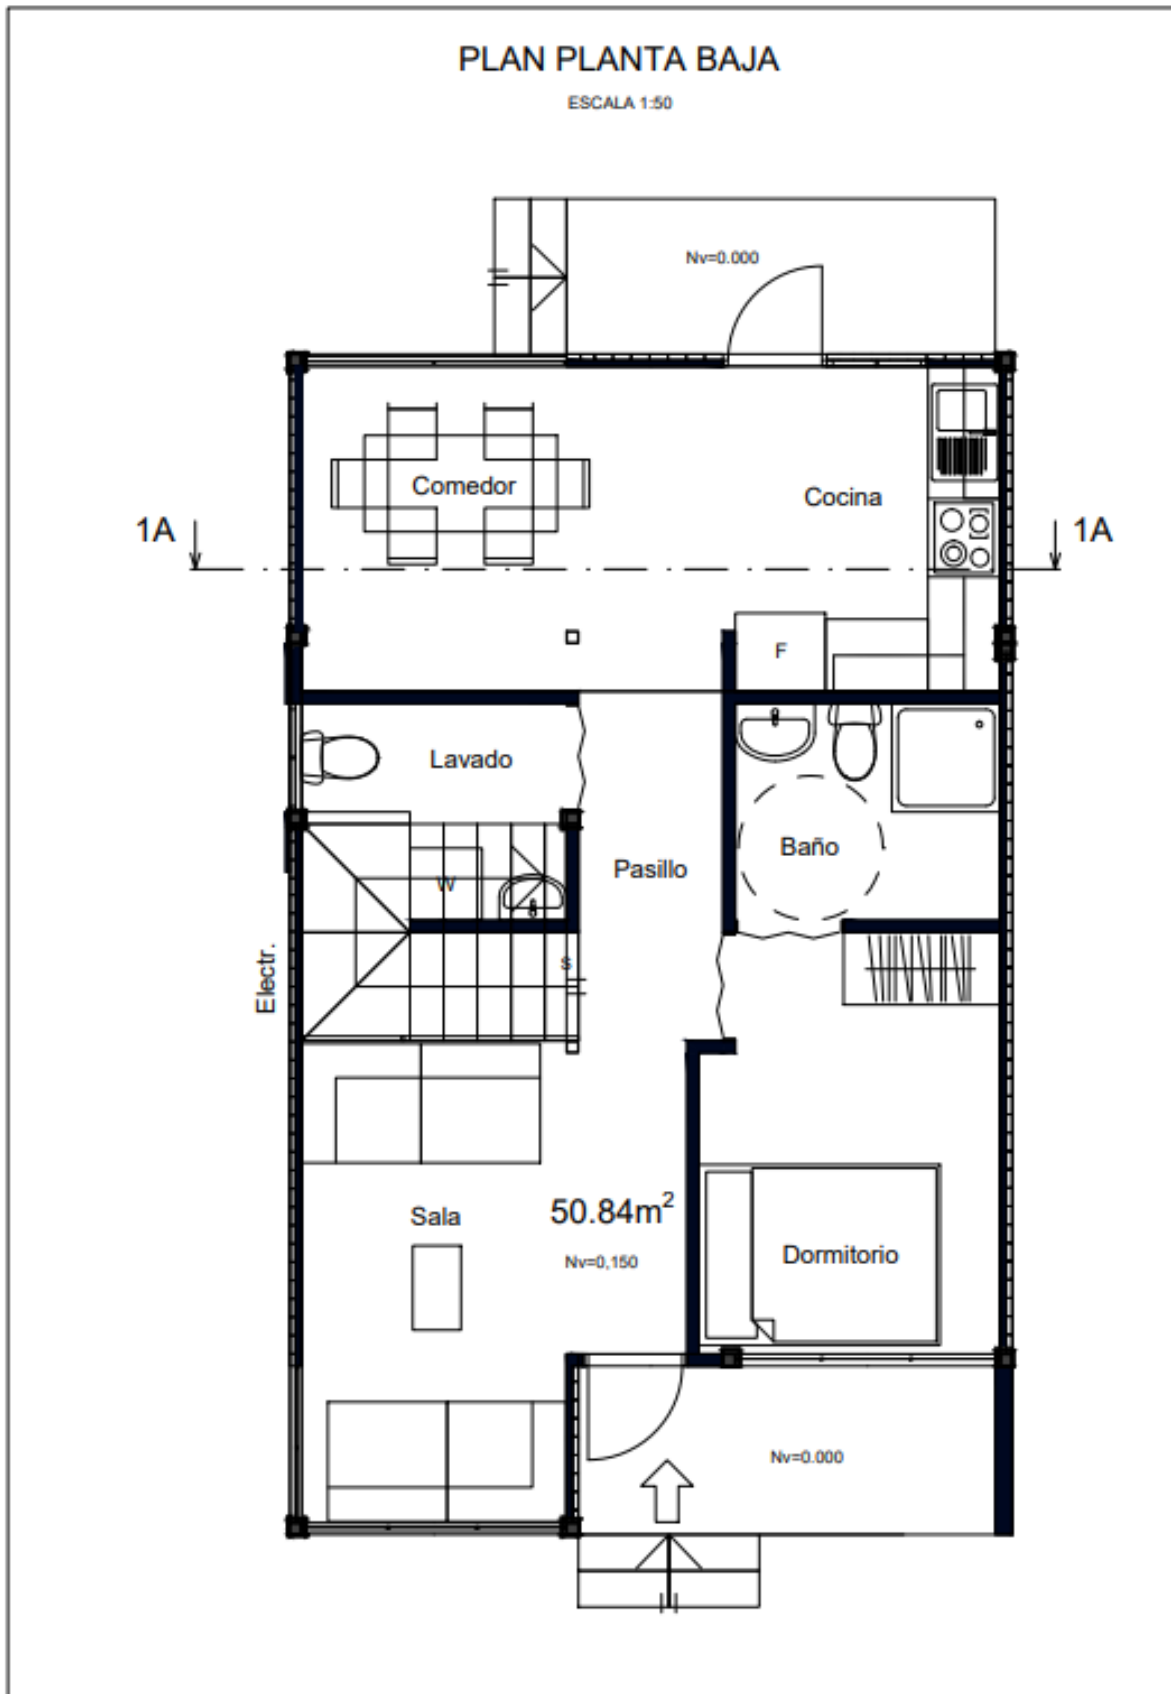 PLAN PLANTA BAJA
ESCALA 1:50
Nv=0.000
Comedor
Cocina
1A
1A
F
Lavado
Baño
Pasillo
W
S
Electr.
Sala
50.84m²
Nv=0,150
Dormitorio
Nv=0.000